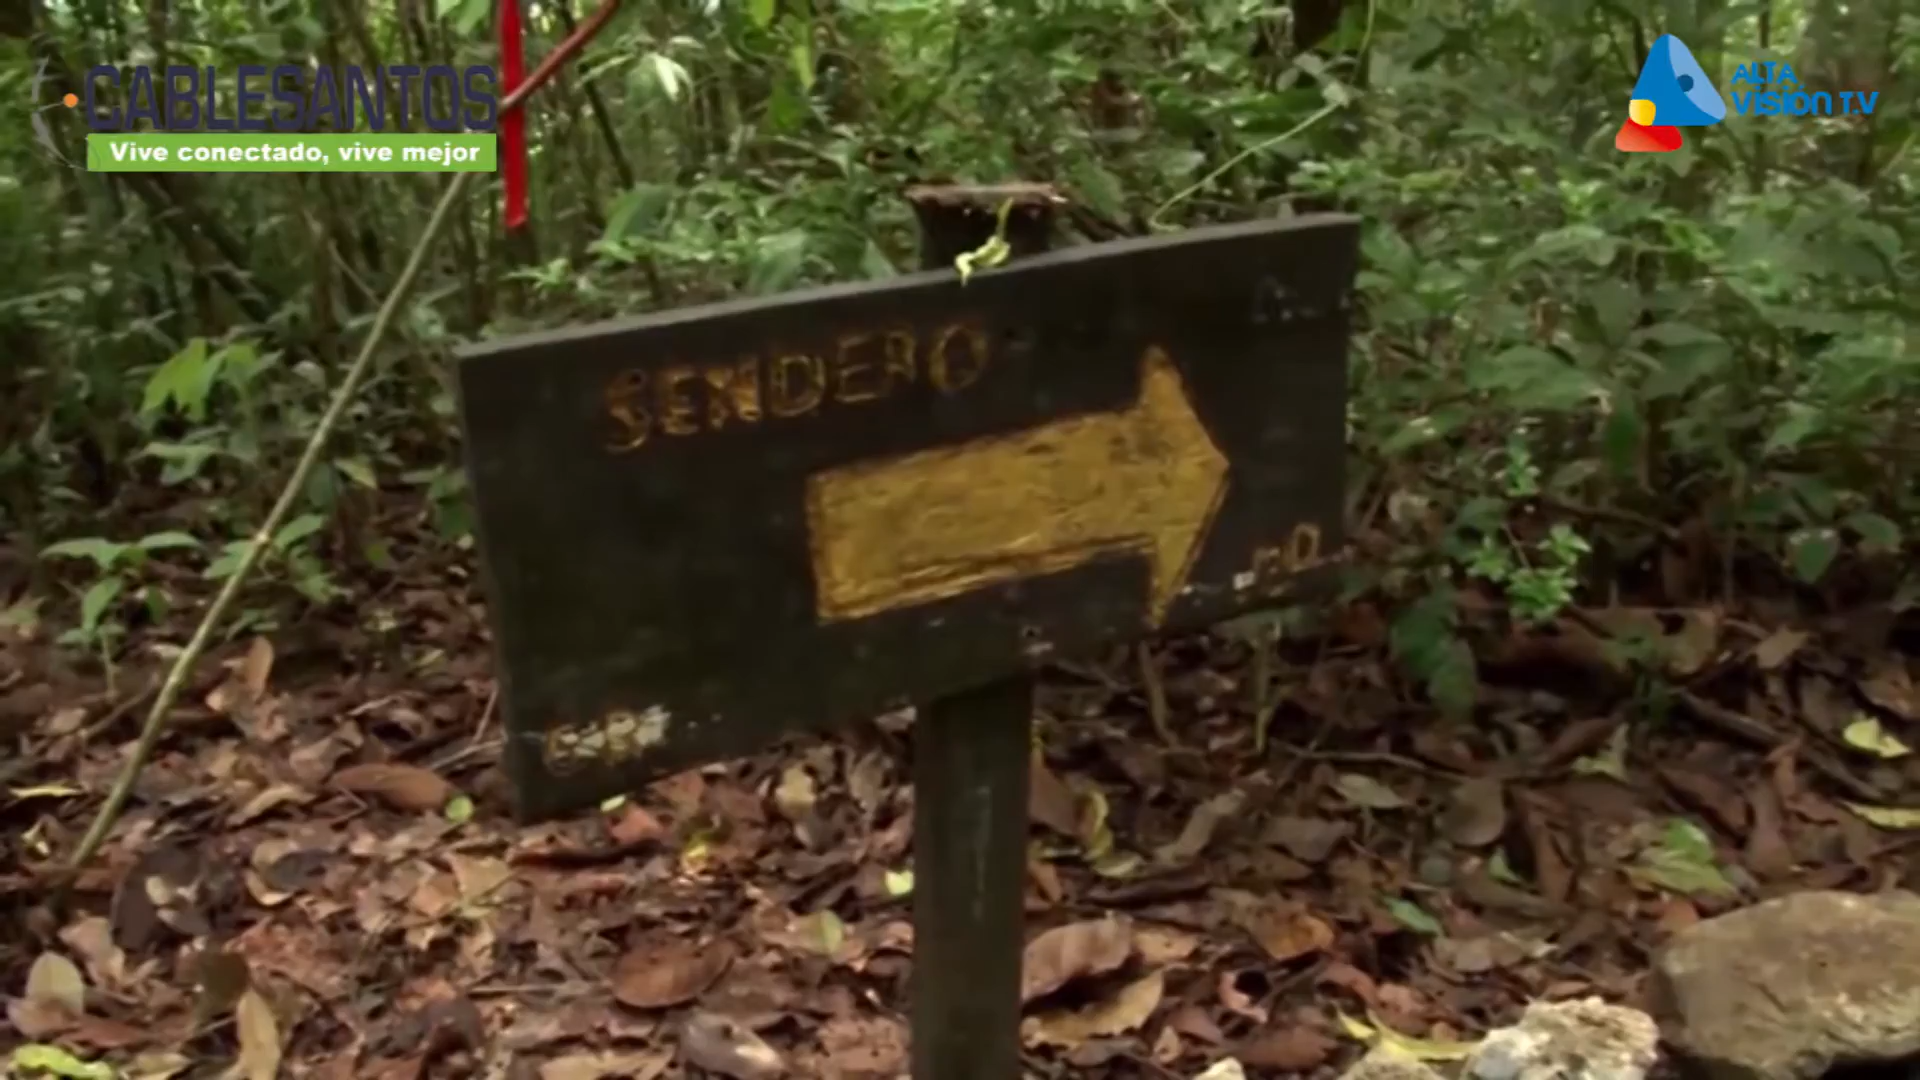 CABLESANTOS
Vive conectado, vive mejor
ALTA
VISION T.V
SENDERO